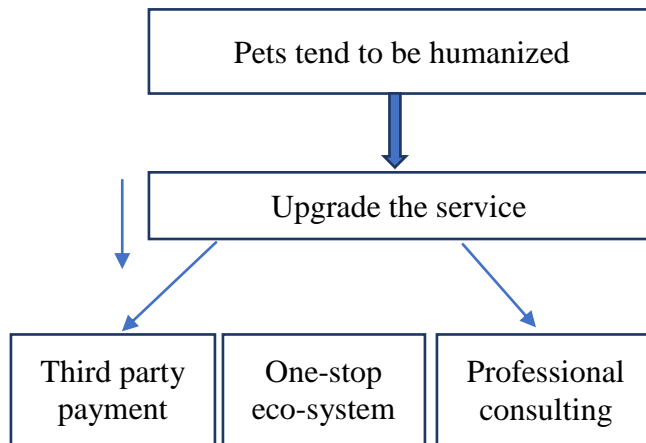 Pets tend to be humanized
Upgrade the service
Third party
payment
One-stop
eco-system
Professional
consulting